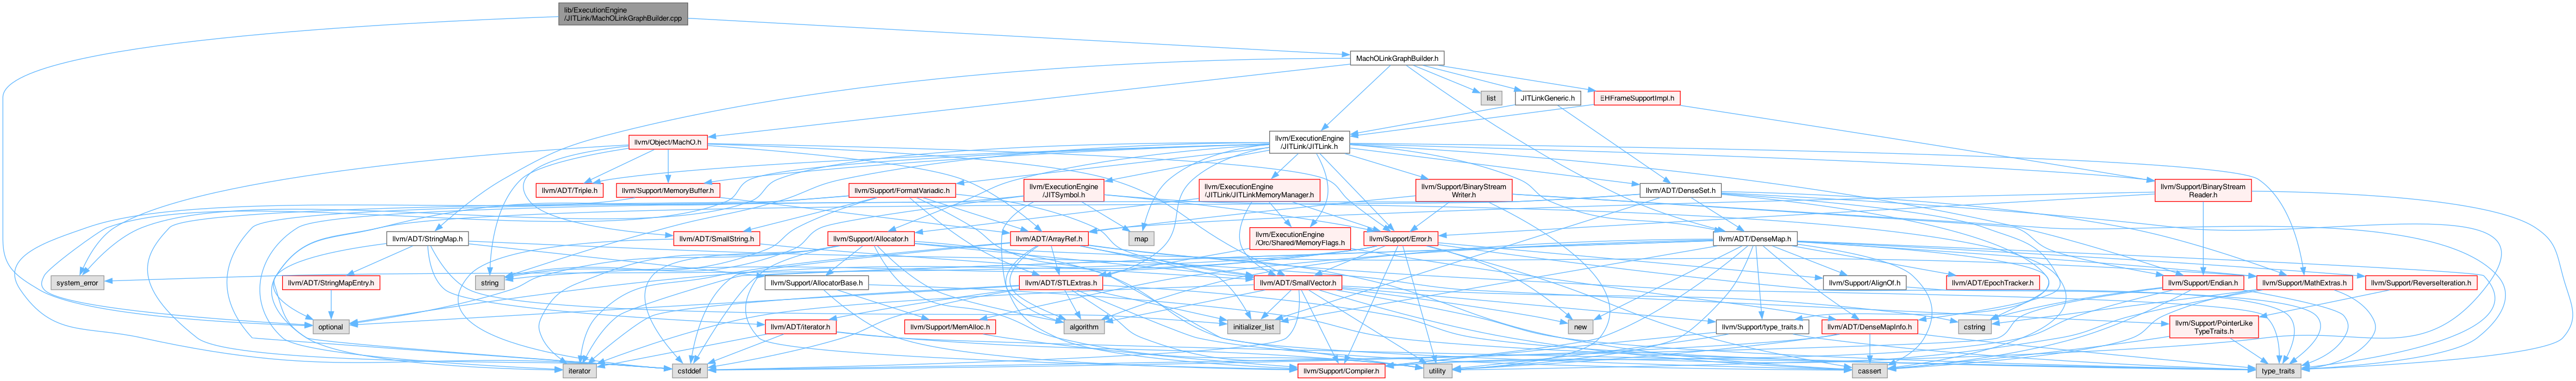 lib/ExecutionEngine
/JITLink/MachOLinkGraphBuilder.cpp
MachOLinkGraphBuilder.h
list
JITLinkGeneric.h
EHFrameSupportImpl.h
llvm/Object/MachO.h
llvm/ExecutionEngine
/JITLink/JITLink.h
llvm/ADT/Triple.h
llvm/Support/MemoryBuffer.h
llvm/Support/FormatVariadic.h
llvm/ExecutionEngine
/JITSymbol.h
llvm/ExecutionEngine
/JITLink/JITLinkMemoryManager.h
llvm/Support/BinaryStream
Writer.h
llvm/ADT/DenseSet.h
llvm/Support/BinaryStream
Reader.h
llvm/ADT/StringMap.h
llvm/ADT/SmallString.h
llvm/Support/Allocator.h
llvm/ADT/ArrayRef.h
map
llvm/ExecutionEngine
/Orc/Shared/MemoryFlags.h
llvm/Support/Error.h
llvm/ADT/DenseMap.h
system_error
llvm/ADT/StringMapEntry.h
string
llvm/Support/AllocatorBase.h
llvm/ADT/STLExtras.h
llvm/ADT/SmallVector.h
llvm/Support/AlignOf.h
llvm/ADT/EpochTracker.h
llvm/Support/Endian.h
llvm/Support/MathExtras.h
llvm/Support/ReverseIteration.h
optional
llvm/ADT/iterator.h
llvm/Support/MemAlloc.h
algorithm
initializer_list
new
llvm/Support/type_traits.h
cstring
llvm/ADT/DenseMapInfo.h
llvm/Support/PointerLike
TypeTraits.h
iterator
cstddef
llvm/Support/Compiler.h
utility
cassert
type_traits